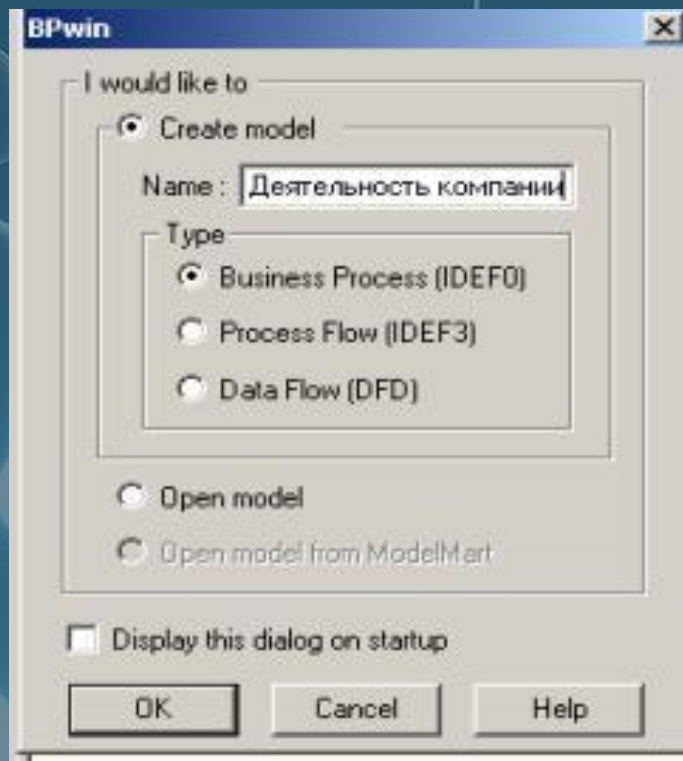 BPwin
I would like to
Create model
Name : Деятельность компании
Type
Business Process (IDEF0)
Process Flow (IDEF3)
Data Flow (DFD)
Open model
Open model from ModelMart
Display this dialog on startup
OK Cancel Help